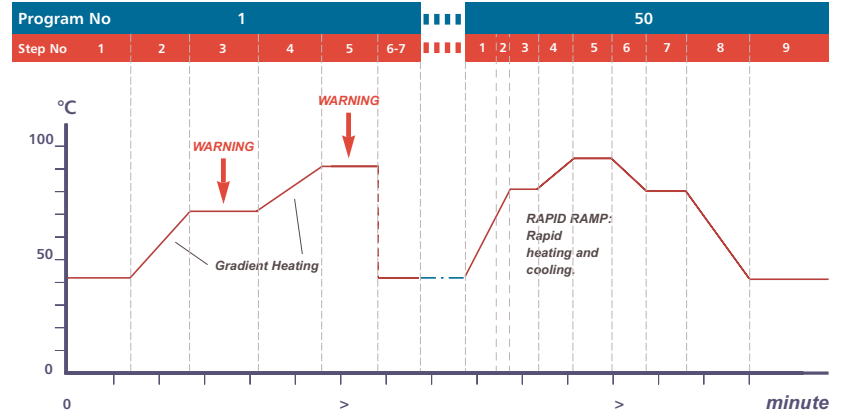 Program No 1 50
Step No 1 2 3 4 5 6-7 1 2 3 4 5 6 7 8 9
°C
WARNING
WARNING
100
50
0
Gradient Heating
RAPID RAMP:
Rapid
heating and
cooling.
0 > > minute